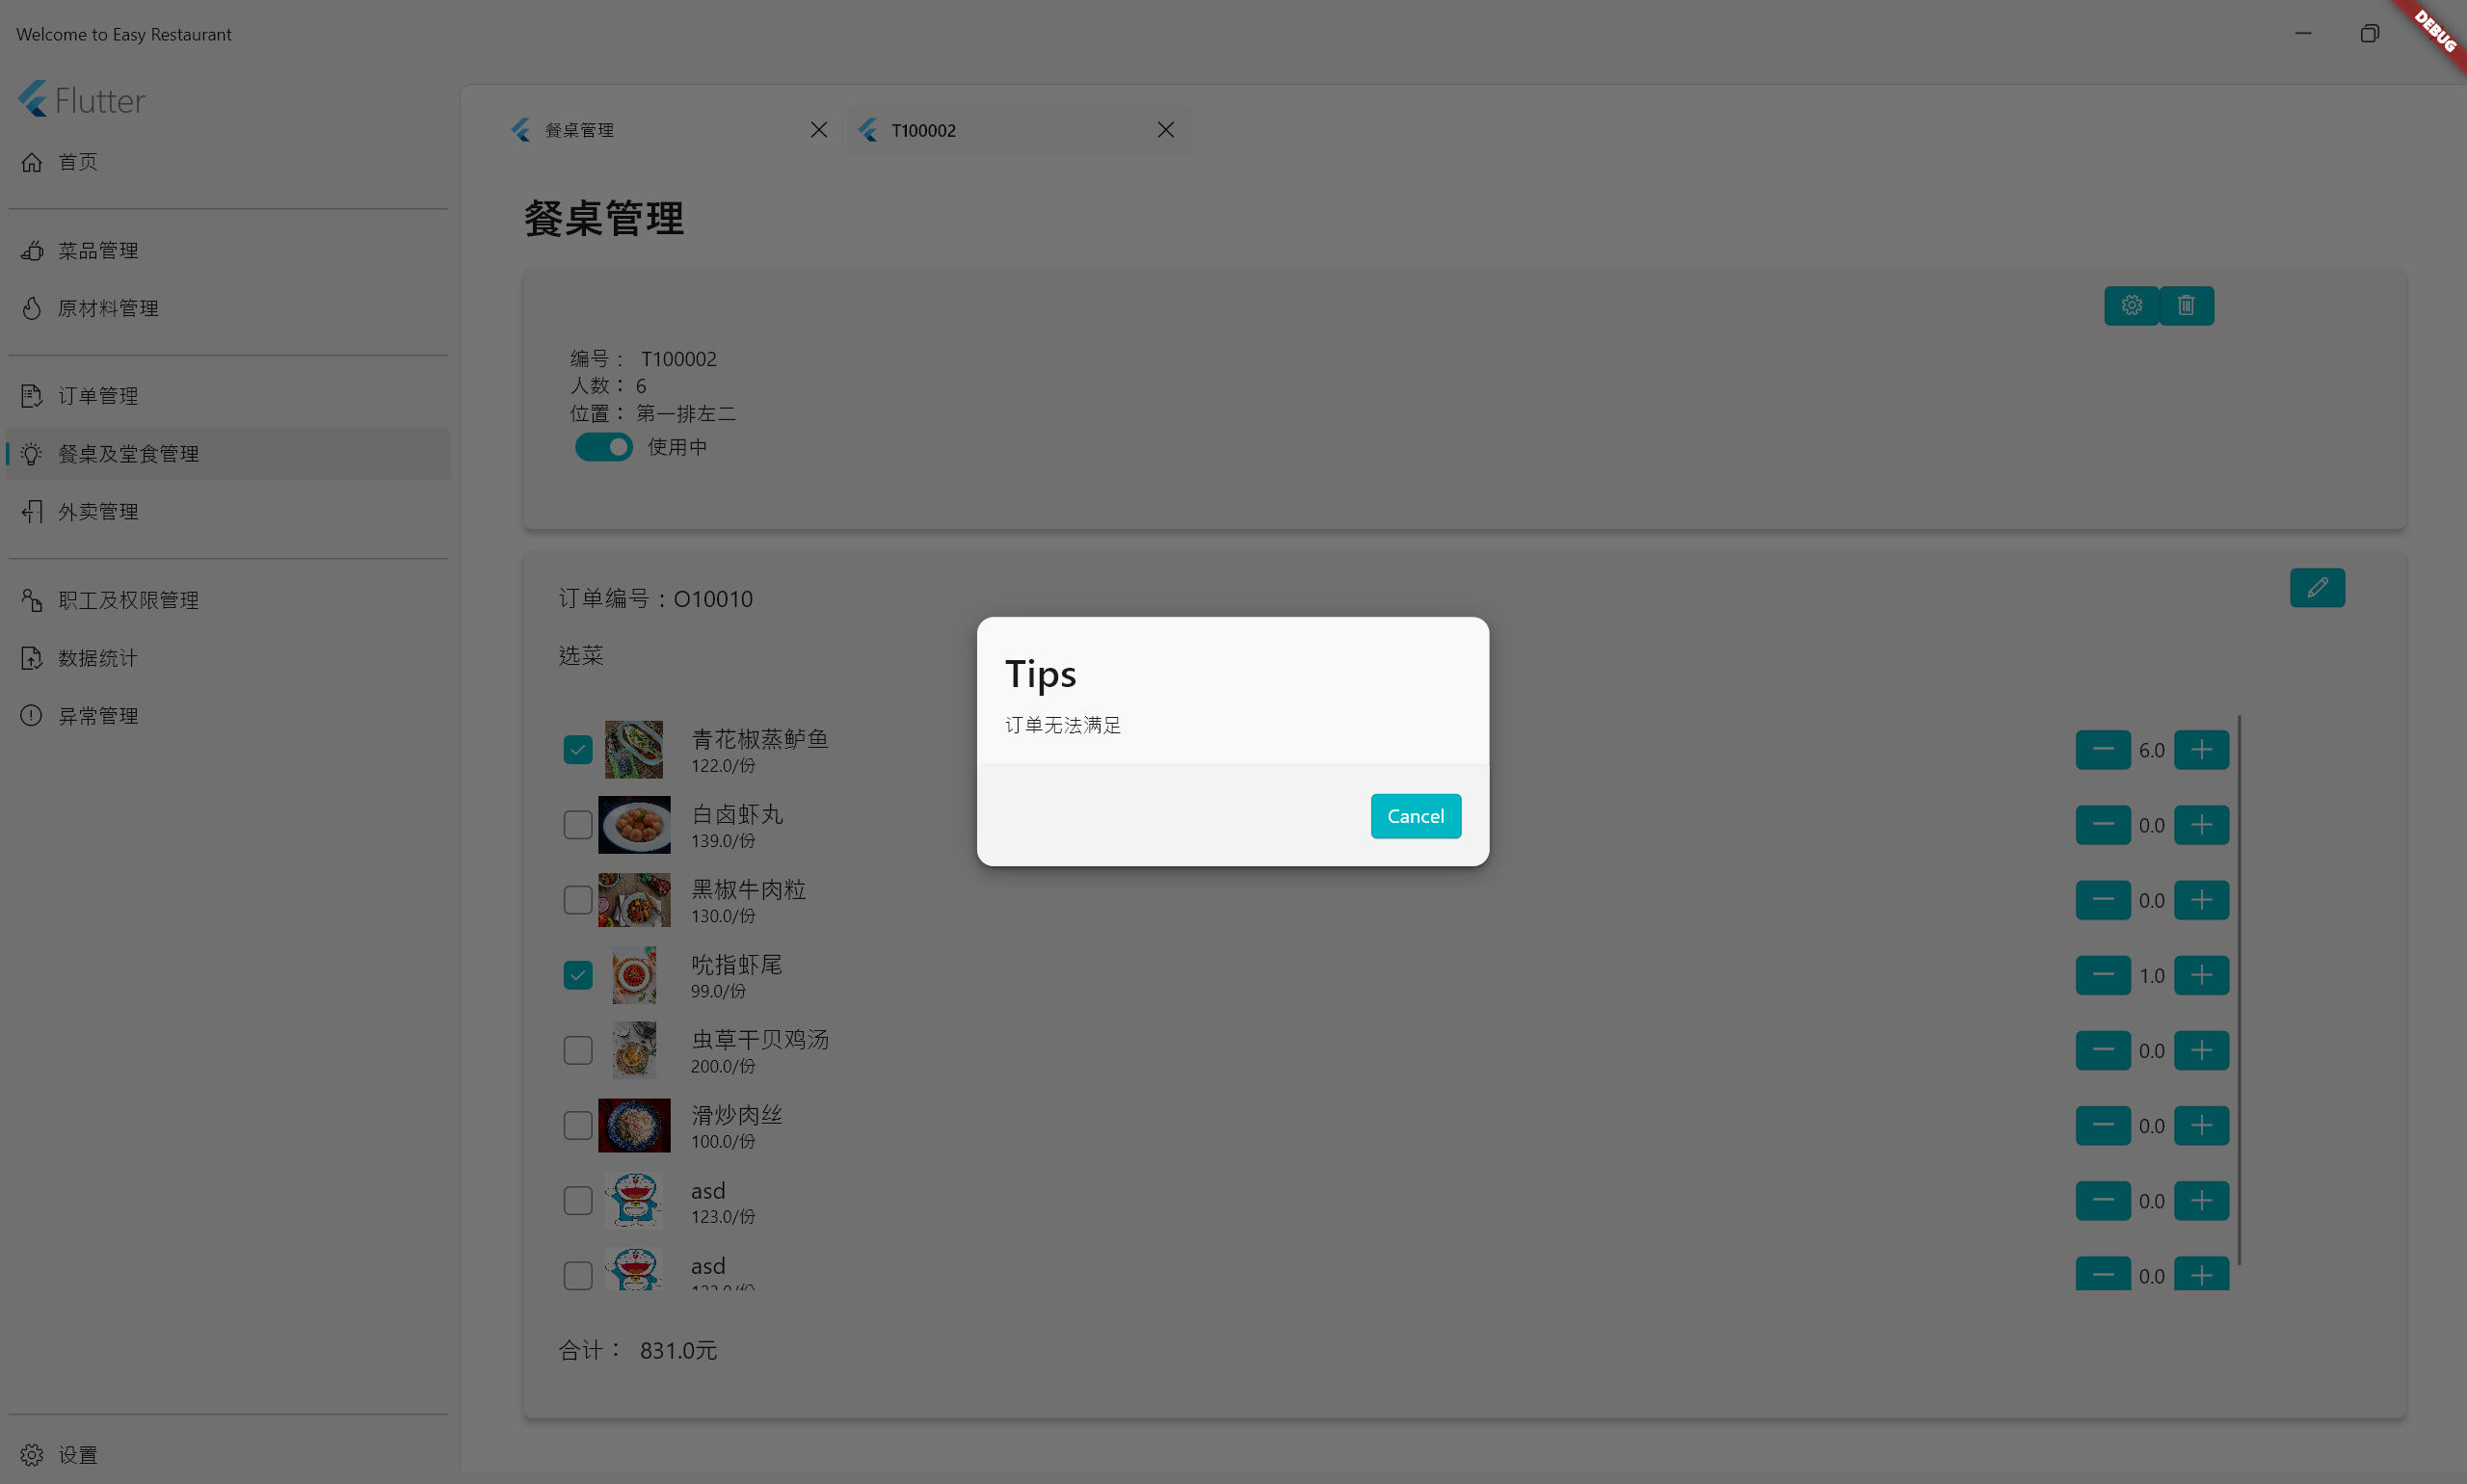 Welcome to Easy Restaurant
DEBUG
Flutter
首页
菜品管理
原材料管理
订单管理
餐桌及堂食管理
外卖管理
职工及权限管理
数据统计
异常管理
设置
餐桌管理
T100002
餐桌管理
编号： T100002
人数：6
位置：第一排左二
使用中
订单编号：O10010
选菜
青花椒蒸鲈鱼
122.0/份
6.0
白卤虾丸
139.0/份
0.0
黑椒牛肉粒
130.0/份
0.0
吮指虾尾
99.0/份
1.0
虫草干贝鸡汤
200.0/份
0.0
滑炒肉丝
100.0/份
0.0
asd
123.0/份
0.0
asd
0.0
合计： 831.0元
Tips
订单无法满足
Cancel